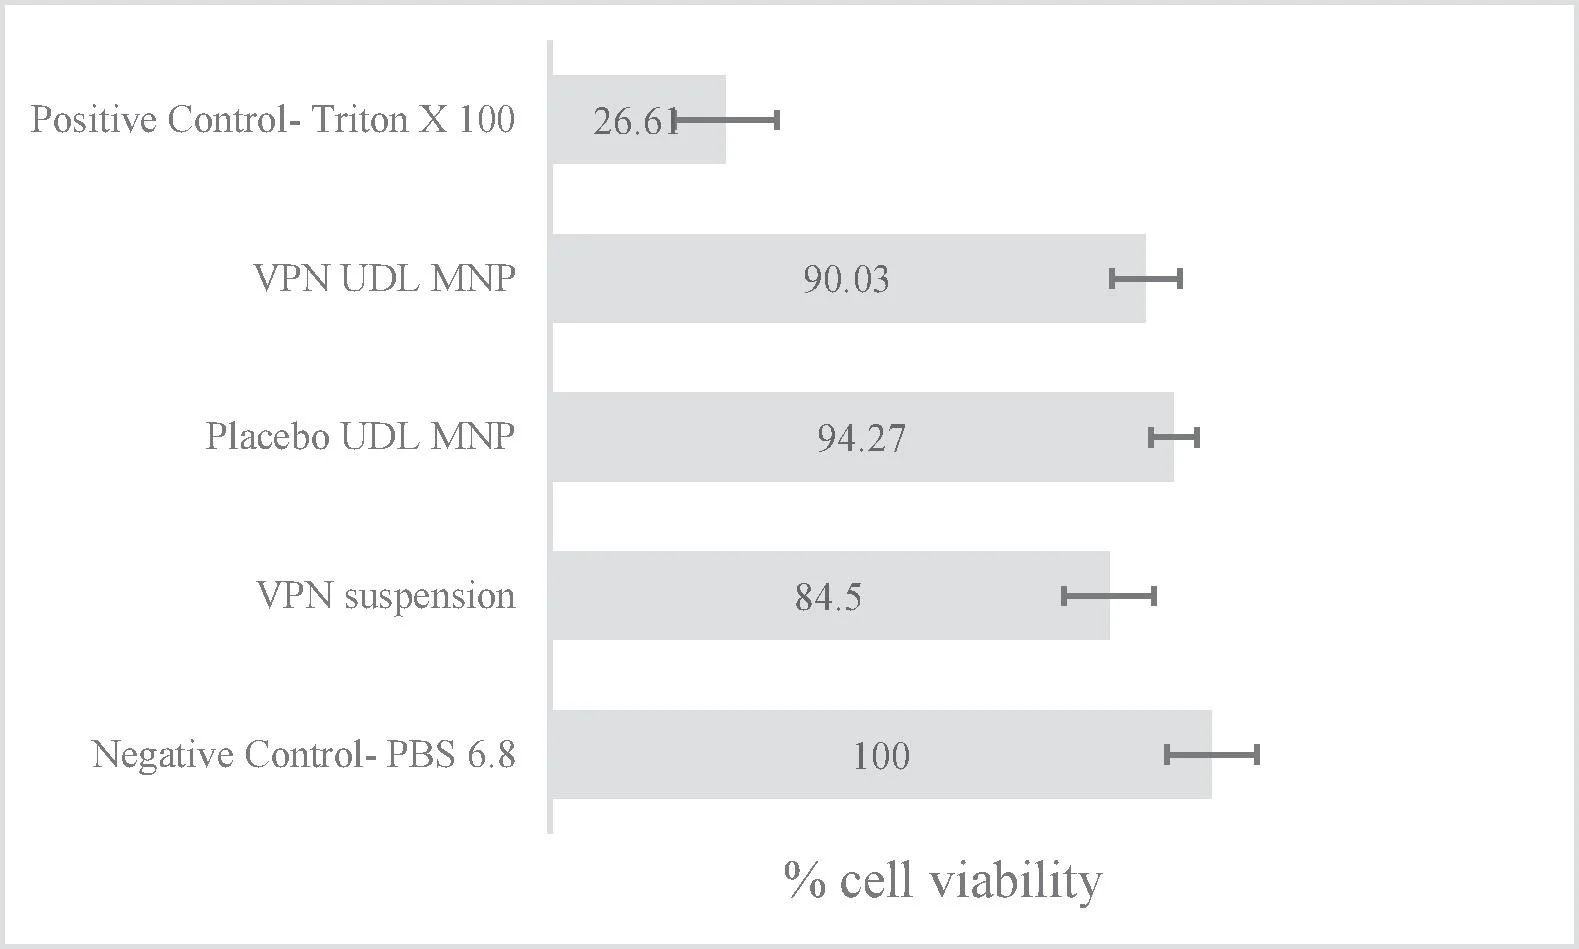 Positive Control- Triton X 100
26.61
VPN UDL MNP
90.03
Placebo UDL MNP
94.27
VPN suspension
84.5
Negative Control- PBS 6.8
100
% cell viability